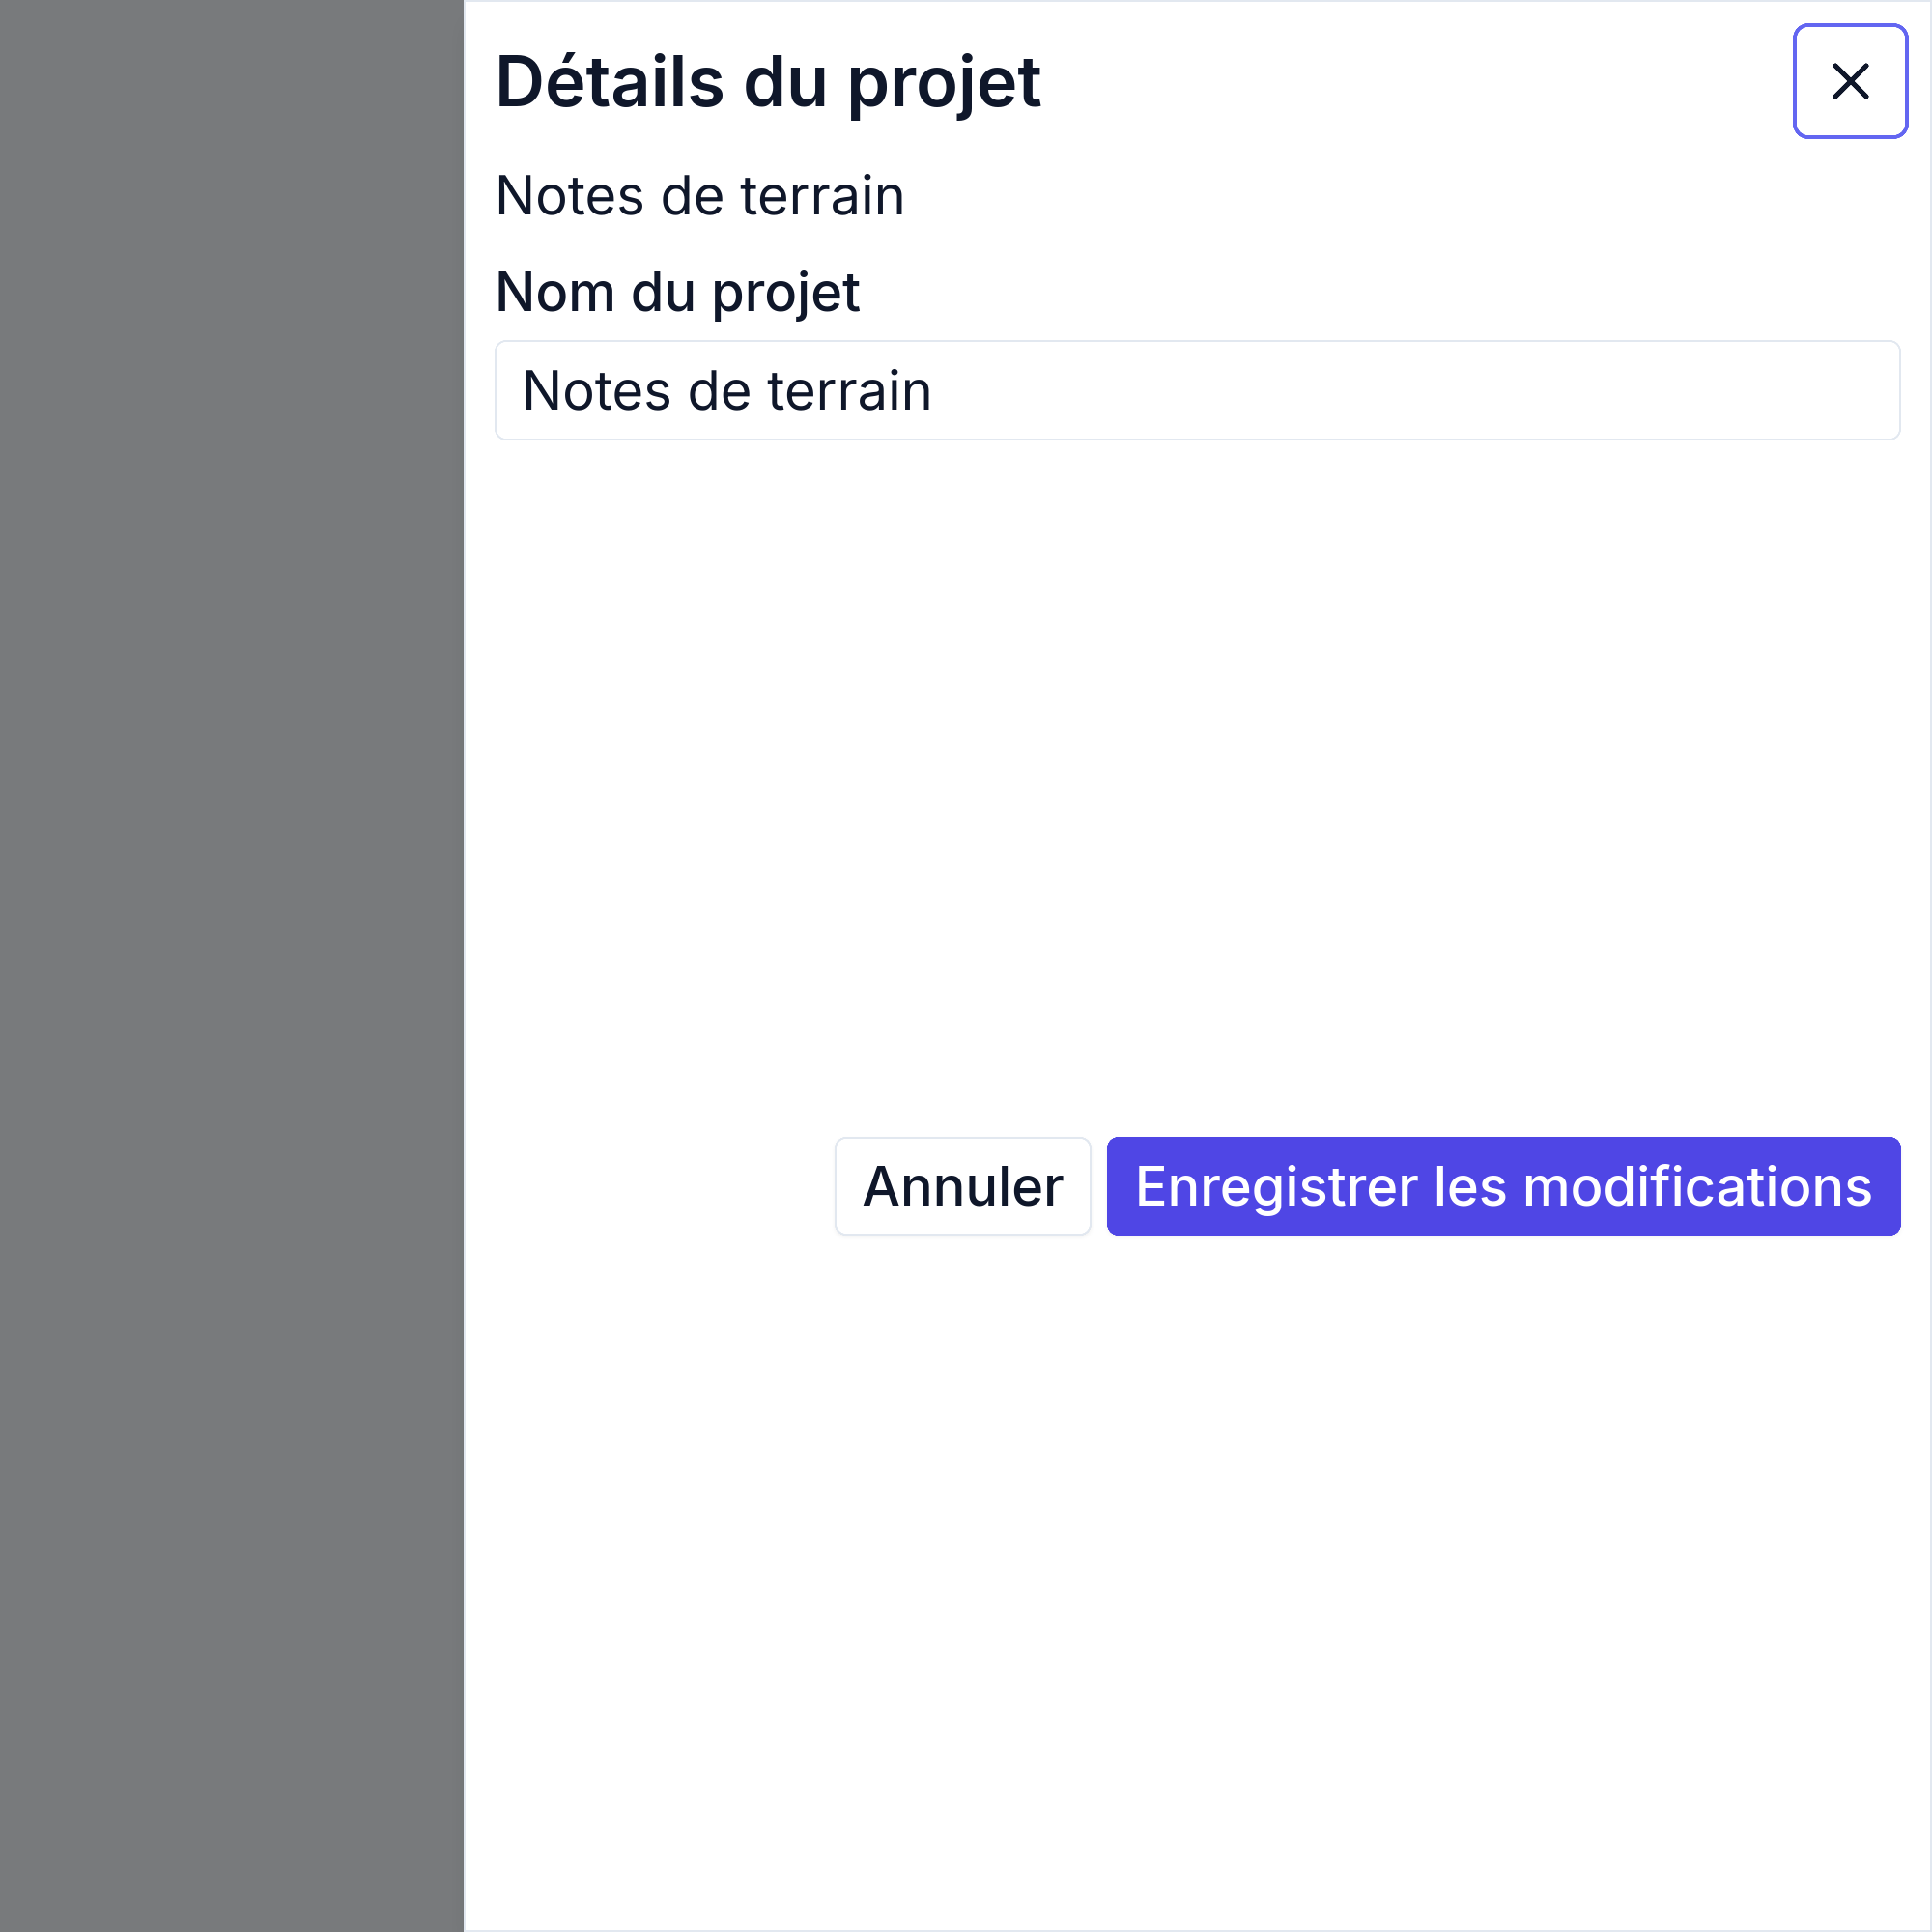 Détails du projet
Notes de terrain
Nom du projet
Notes de terrain
Annuler
Enregistrer les modifications